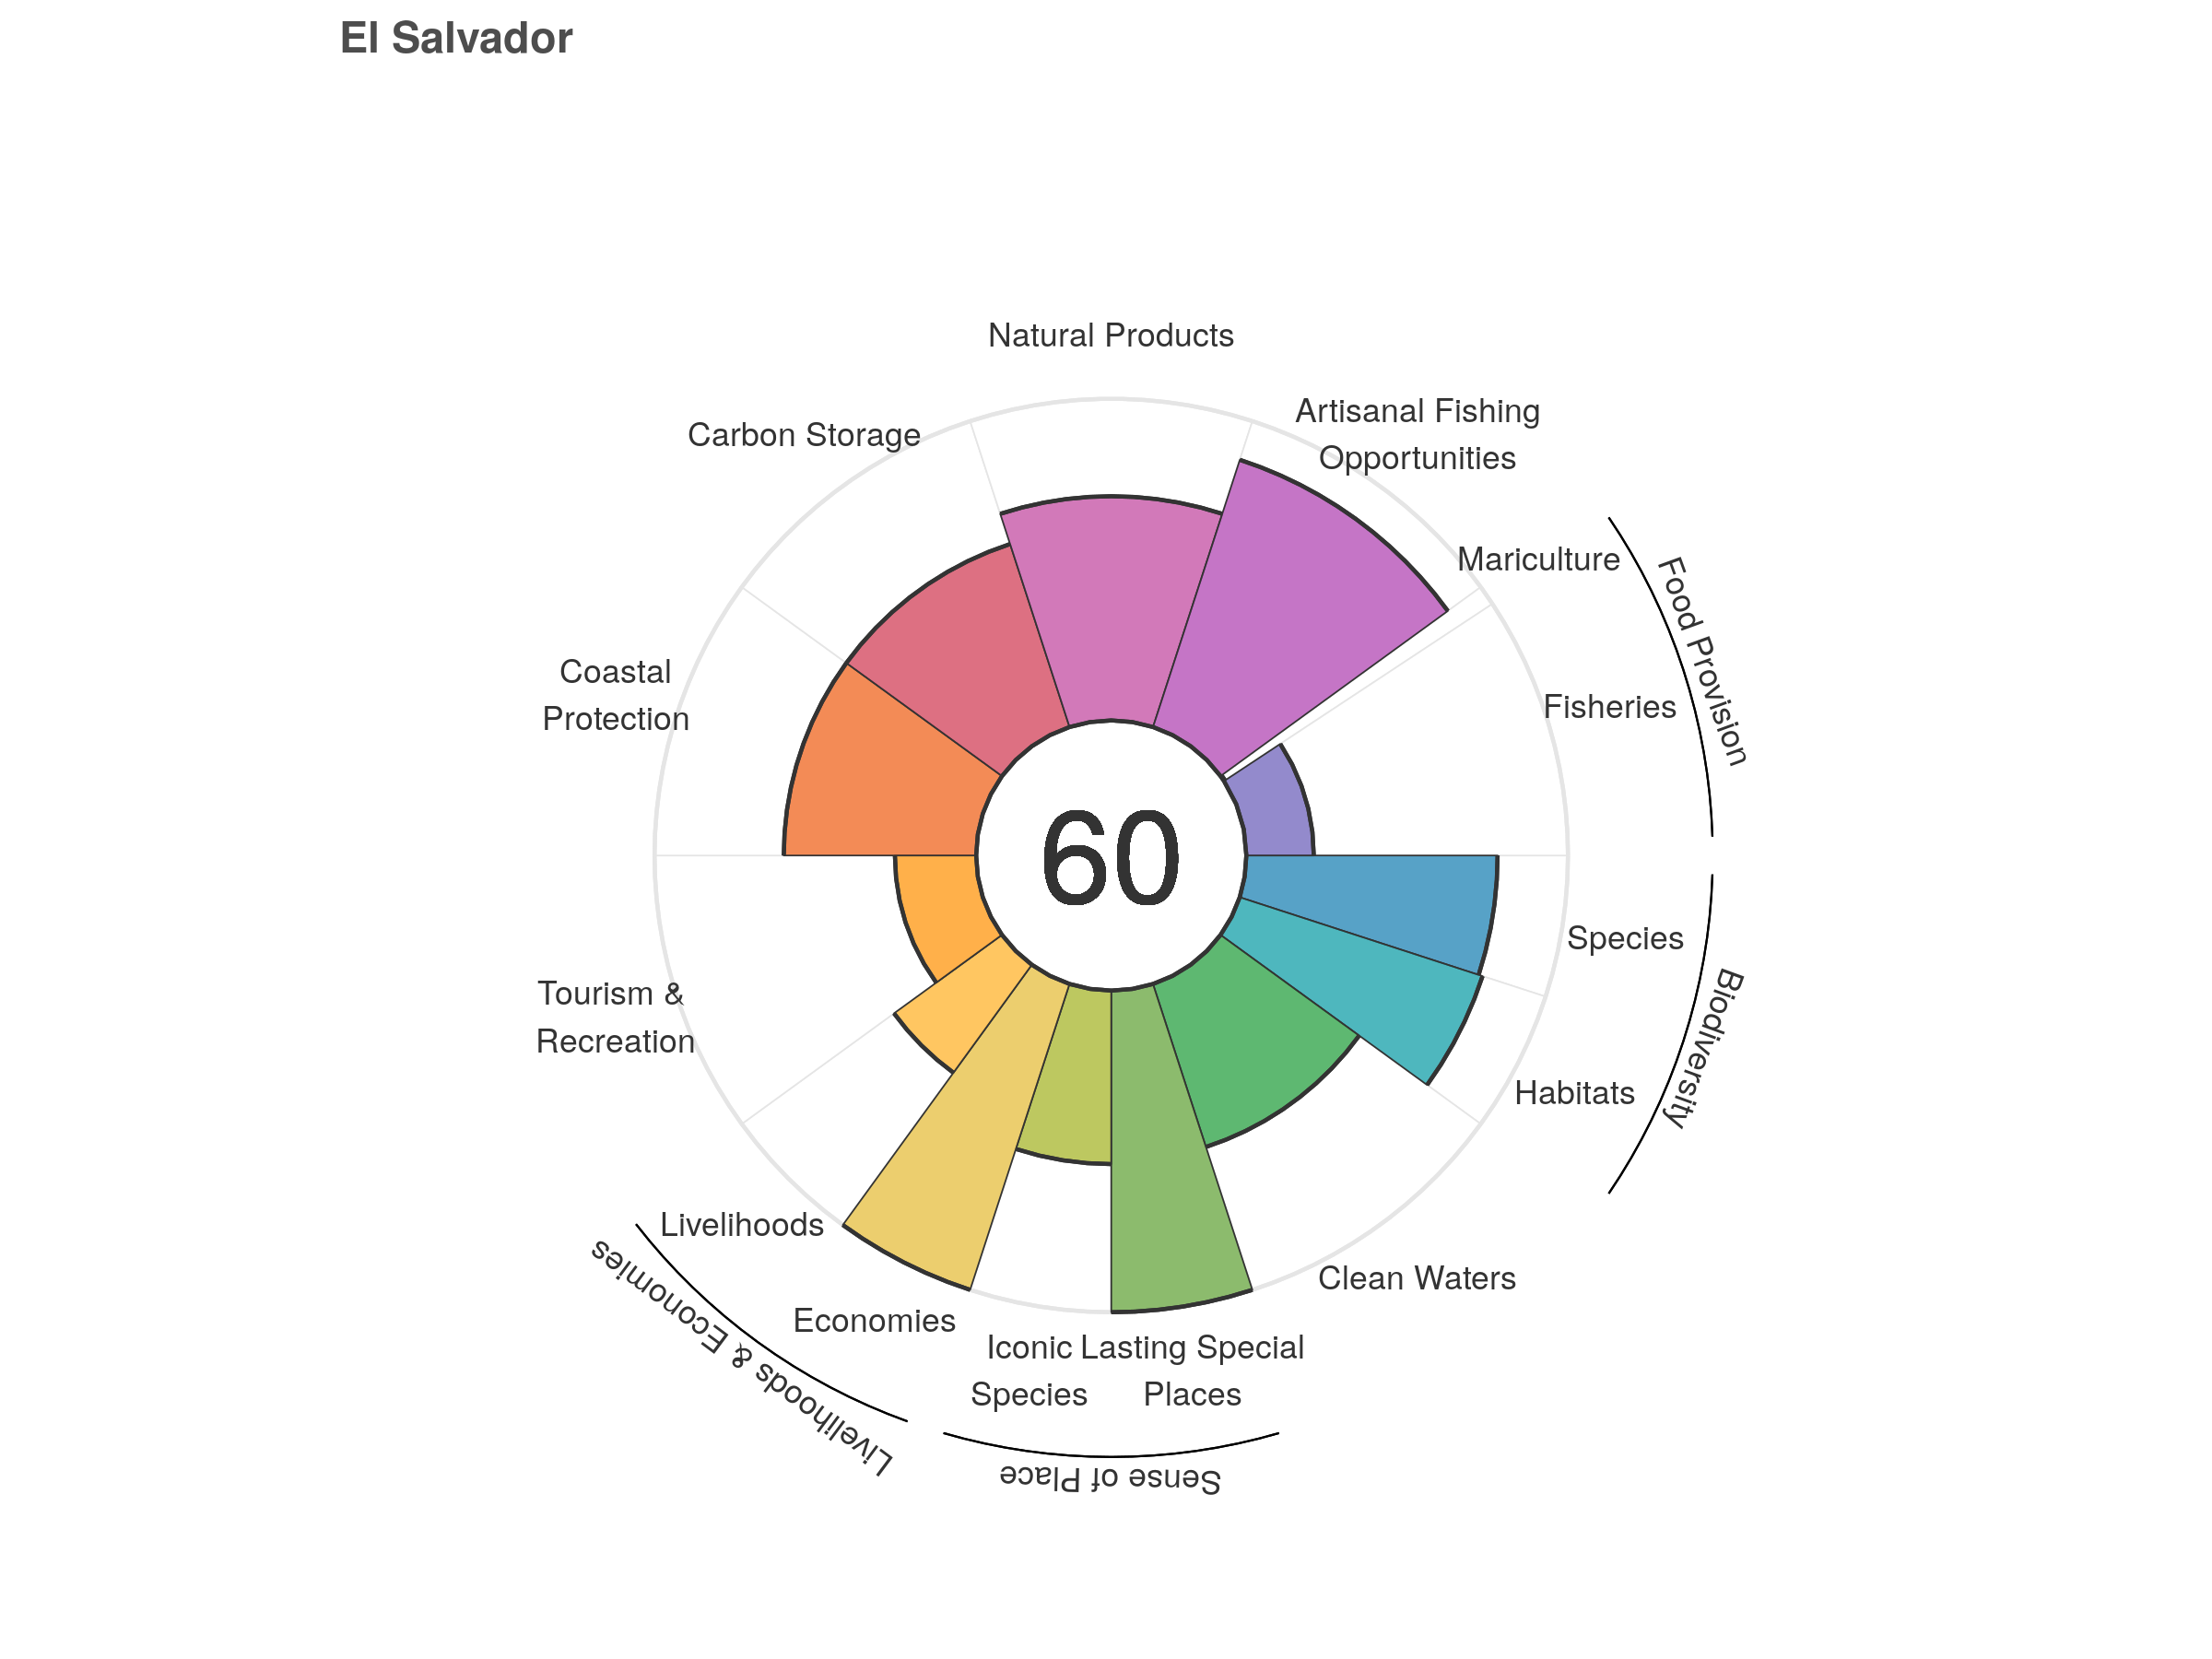 El Salvador
Natural Products
Artisanal Fishing
Opportunities
Carbon Storage
Mariculture
Food Provision
Fisheries
Coastal
Protection
60
Species
Biodiversity
Tourism &
Recreation
Habitats
Livelihoods
Livelihoods & Economies
Clean Waters
Economies
Iconic
Species
Lasting Special
Places
Sense of Place